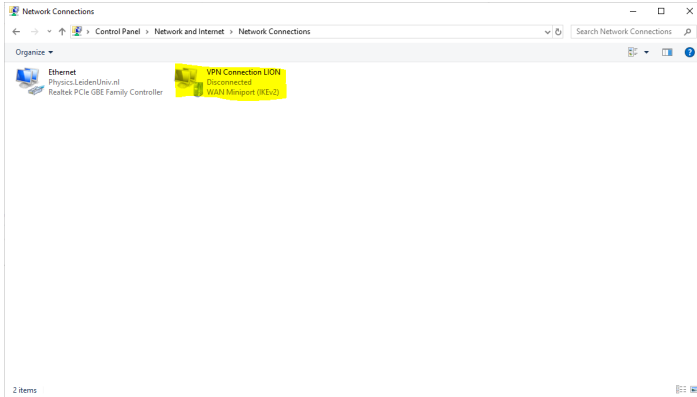 Network Connections
Control Panel > Network and Internet > Network Connections
Search Network Connections
Organize
Ethernet
Physics.LeidenUniv.nl
Realtek PCIe GBE Family Controller
VPN Connection LION
Disconnected
WAN Miniport (IKEv2)
2 items